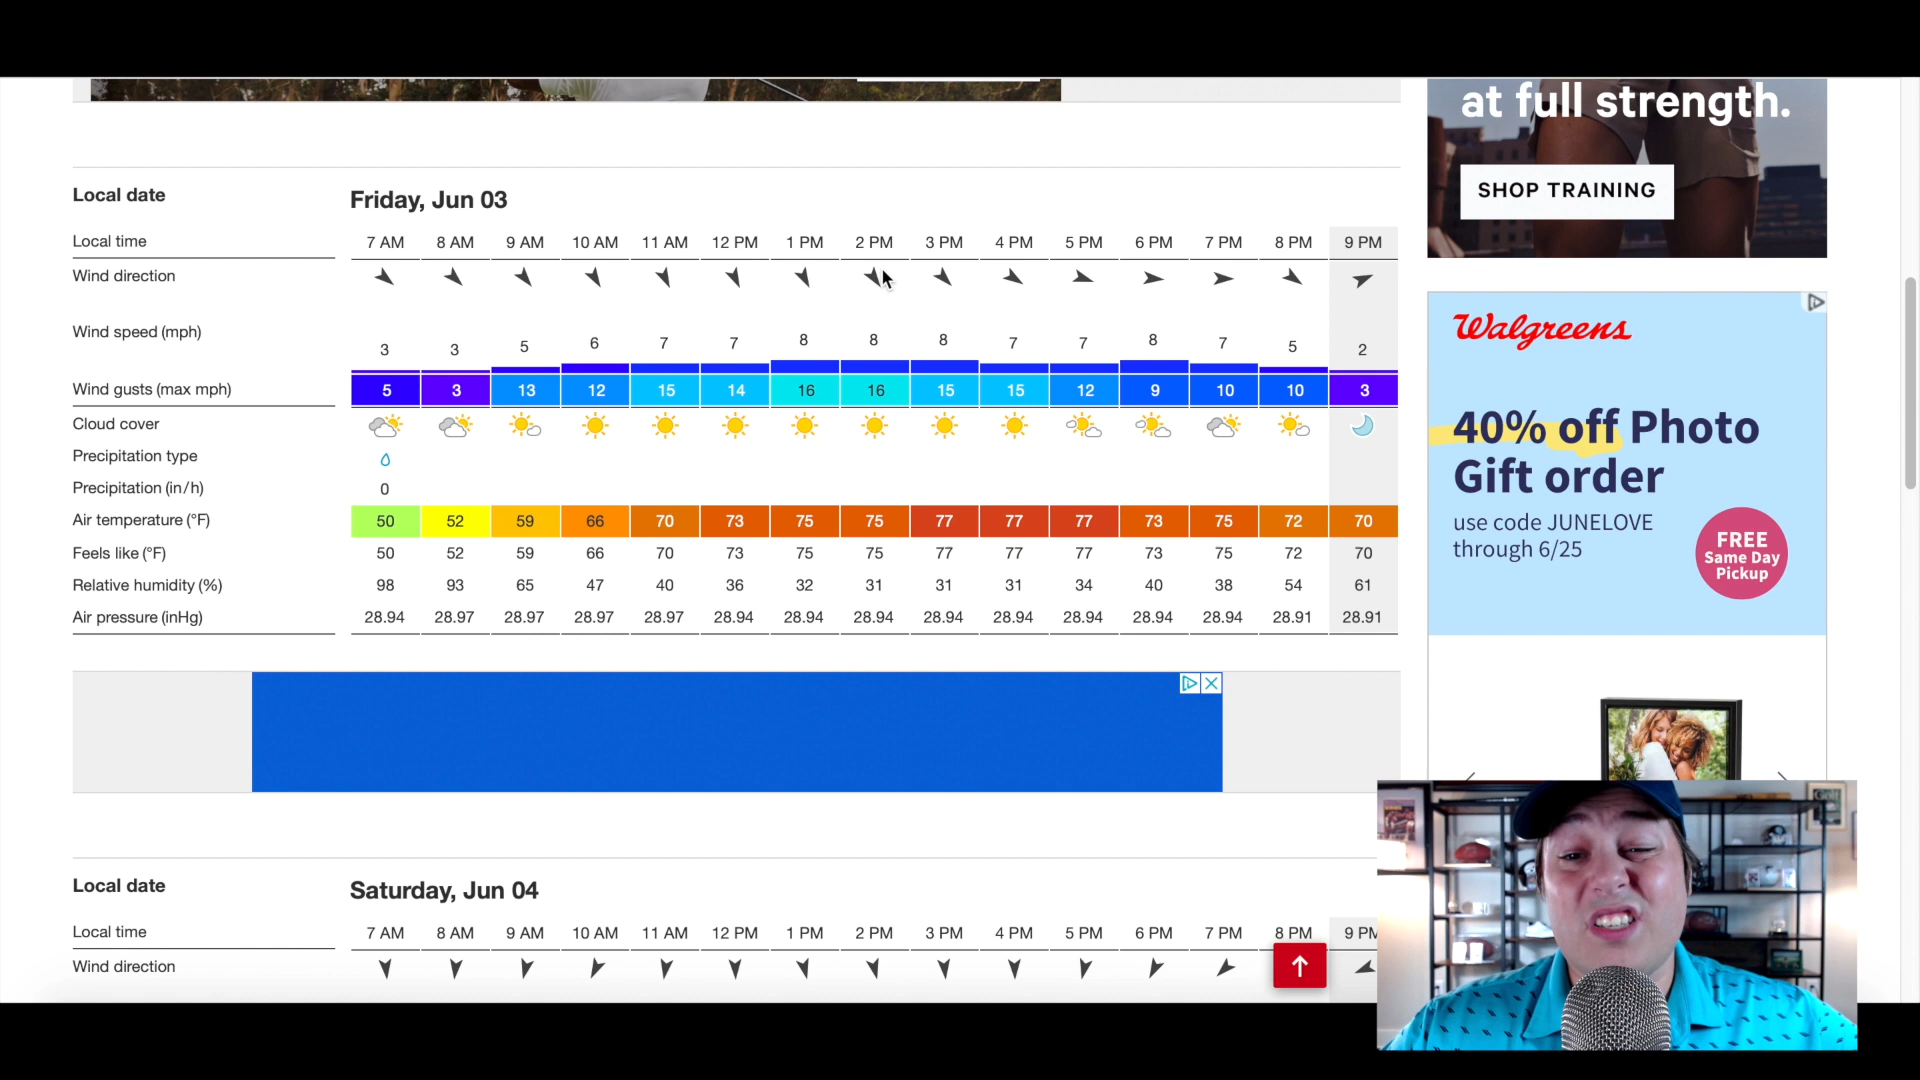 at full strength.
SHOP TRAINING
Local date Friday, Jun 03
Local time 7 AM 8 AM 9 AM 10 AM 11 AM 12 PM 1 PM 2 PM 3 PM 4 PM 5 PM 6 PM 7 PM 8 PM 9 PM
Wind direction
Wind speed (mph) 3 3 5 6 7 7 8 8 8 7 7 8 7 5 2
Wind gusts (max mph) 5 3 13 12 15 14 16 16 15 15 12 9 10 10 3
Cloud cover
Precipitation type
Precipitation (in/h) 0
Air temperature (°F) 50 52 59 66 70 73 75 75 77 77 77 73 75 72 70
Feels like (°F) 50 52 59 66 70 73 75 75 77 77 77 73 75 72 70
Relative humidity (%) 98 93 65 47 40 36 32 31 31 31 34 40 38 54 61
Air pressure (inHg) 28.94 28.97 28.97 28.97 28.97 28.94 28.94 28.94 28.94 28.94 28.94 28.94 28.94 28.91 28.91
Walgreens
40% off Photo
Gift order
use code JUNELOVE
through 6/25
FREE
Same Day
Pickup
Local date Saturday, Jun 04
Local time 7 AM 8 AM 9 AM 10 AM 11 AM 12 PM 1 PM 2 PM 3 PM 4 PM 5 PM 6 PM 7 PM 8 PM 9 PM
Wind direction